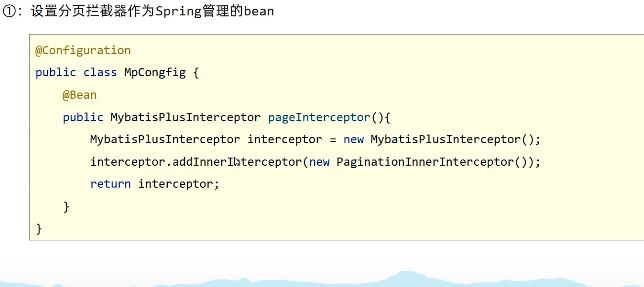 ①：设置分页拦截器作为Spring管理的bean
@Configuration
public class MpCongfig {
@Bean
public MybatisPlusInterceptor pageInterceptor(){
MybatisPlusInterceptor interceptor = new MybatisPlusInterceptor();
interceptor.addInnerInterceptor(new PaginationInnerInterceptor());
return interceptor;
}
}